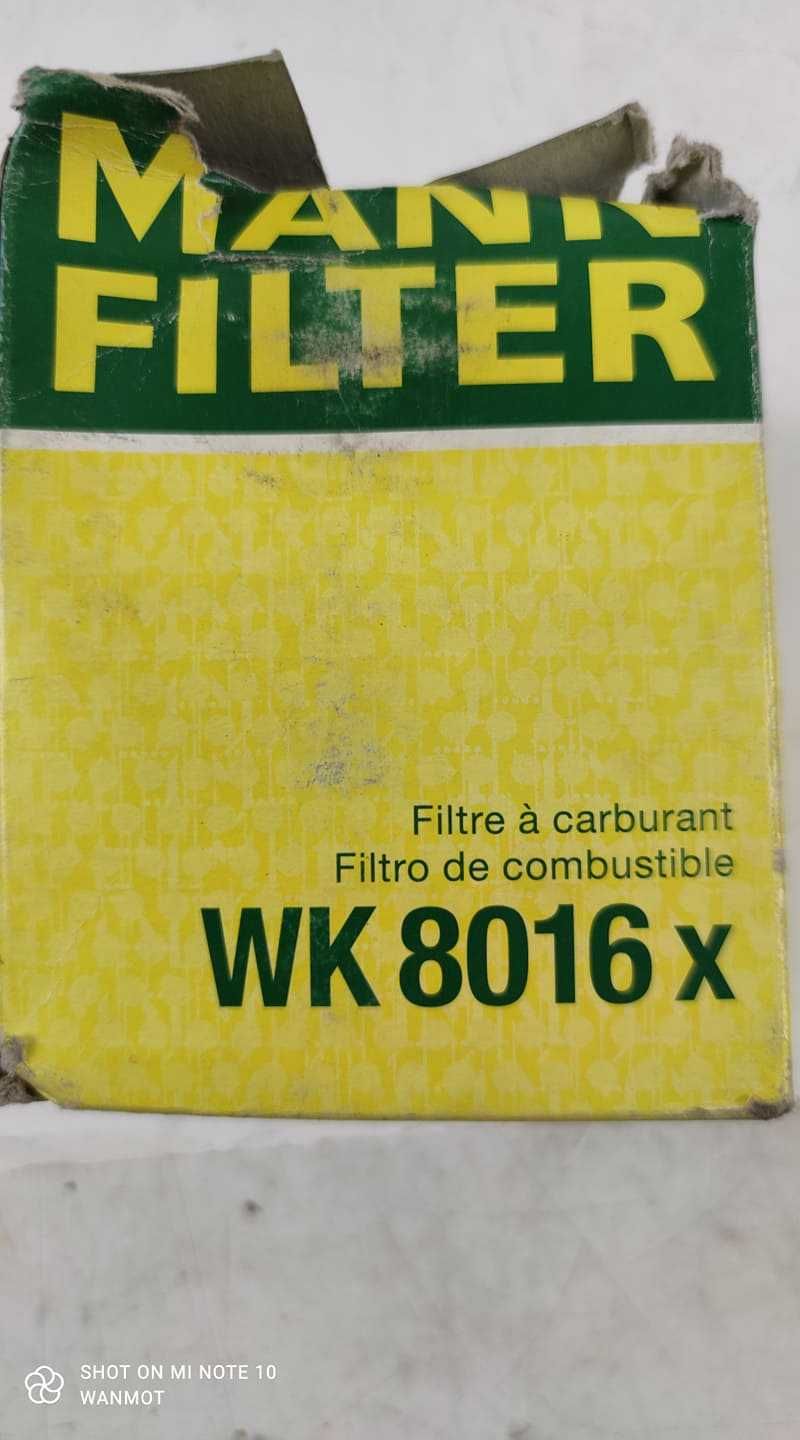 MANN
FILTER
Filtre à carburant
Filtro de combustible
WK 8016 x
SHOT ON MI NOTE 10
WANMOT